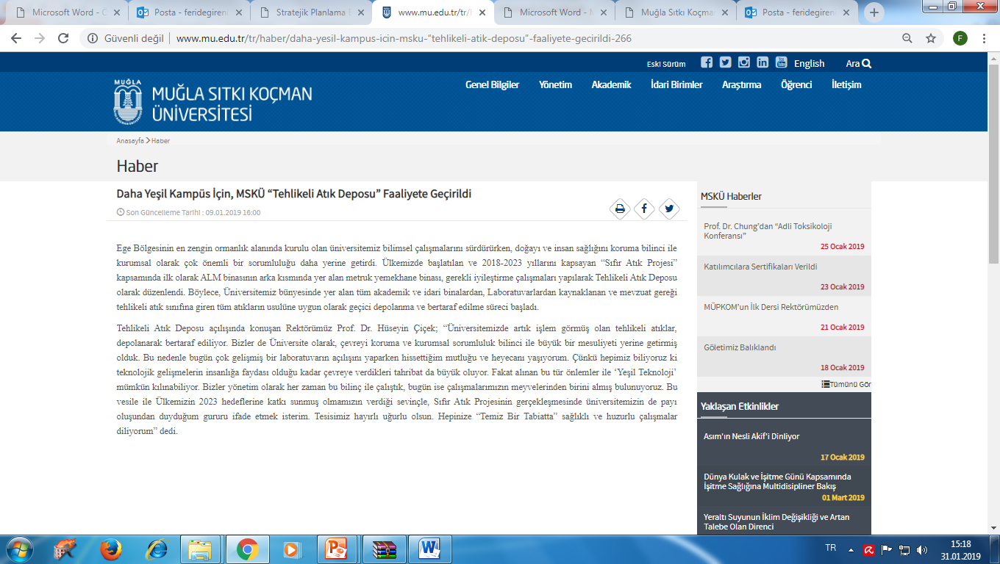 Microsoft Word - C
Posta - feridegireni
Stratejik Planlama E
www.mu.edu.tr/tr/h
Microsoft Word - M
Muğla Sıtkı Koçman
Posta - feridegireni
Güvenli değil
www.mu.edu.tr/tr/haber/daha-yesil-kampus-icin-msku-“tehlikeli-atik-deposu”-faaliyete-gecirildi-266
F
Eski Sürüm
You Tube
English
Ara
MUĞLA
MUĞLA SITKI KOÇMAN
ÜNİVERSİTESİ
Genel Bilgiler
Yönetim
Akademik
İdari Birimler
Araştırma
Öğrenci
İletişim
Anasayfa > Haber
Haber
Daha Yeşil Kampüs İçin, MSKÜ “Tehlikeli Atık Deposu” Faaliyete Geçirildi
Son Güncelleme Tarihi : 09.01.2019 16:00
Ege Bölgesinin en zengin ormanlık alanında kurulu olan üniversitemiz bilimsel çalışmalarını sürdürürken, doğayı ve insan sağlığını koruma bilinci ile
kurumsal olarak çok önemli bir sorumluluğu daha yerine getirdi. Ülkemizde başlatılan ve 2018-2023 yıllarını kapsayan “Sıfır Atık Projesi”
kapsamında ilk olarak ALM binasının arka kısmında yer alan metruk yemekhane binası, gerekli iyileştirme çalışmaları yapılarak Tehlikeli Atık Deposu
olarak düzenlendi. Böylece, Üniversitemiz bünyesinde yer alan tüm akademik ve idari binalardan, Laboratuvarlardan kaynaklanan ve mevzuat gereği
tehlikeli atık sınıfına giren tüm atıkların usulüne uygun olarak geçici depolanma ve bertaraf edilme süreci başladı.
Tehlikeli Atık Deposu açılışında konuşan Rektörümüz Prof. Dr. Hüseyin Çiçek; “Üniversitemizde artık işlem görmüş olan tehlikeli atıklar,
depolanarak bertaraf ediliyor. Bizler de Üniversite olarak, çevreyi koruma ve kurumsal sorumluluk bilinci ile büyük bir mesuliyeti yerine getirmiş
olduk. Bu nedenle bugün çok gelişmiş bir laboratuvarın açılışını yaparken hissettiğim mutluğu ve heyecanı yaşıyorum. Çünkü hepimiz biliyoruz ki
teknolojik gelişmelerin insanlığa faydası olduğu kadar çevreye verdikleri tahribat da büyük oluyor. Fakat alınan bu tür önlemler ile ‘Yeşil Teknoloji’
mümkün kılınabiliyor. Bizler yönetim olarak her zaman bu bilinç ile çalıştık, bugün ise çalışmalarımızın meyvelerinden birini almış bulunuyoruz. Bu
vesile ile Ülkemizin 2023 hedeflerine katkı sunmuş olmamızın verdiği sevinçle, Sıfır Atık Projesinin gerçekleşmesinde üniversitemizin de payı
oluşundan duyduğum gururu ifade etmek isterim. Tesisimiz hayırlı uğurlu olsun. Hepinize “Temiz Bir Tabiatta” sağlıklı ve huzurlu çalışmalar
diliyorum” dedi.
MSKÜ Haberler
Prof. Dr. Chung’dan “Adli Toksikoloji
Konferansı”
25 Ocak 2019
Katılımcılara Sertifikaları Verildi
23 Ocak 2019
MÜPKOM’un İlk Dersi Rektörümüzden
21 Ocak 2019
Göletimiz Balıklandı
18 Ocak 2019
Tümünü Gör
Yaklaşan Etkinlikler
Asım'ın Nesli Akif'i Dinliyor
17 Ocak 2019
Dünya Kulak ve İşitme Günü Kapsamında
İşitme Sağlığına Multidisipliner Bakış
01 Mart 2019
Yeraltı Suyunun İklim Değişikliği ve Artan
Talebe Olan Direnci
TR
15:18
31.01.2019